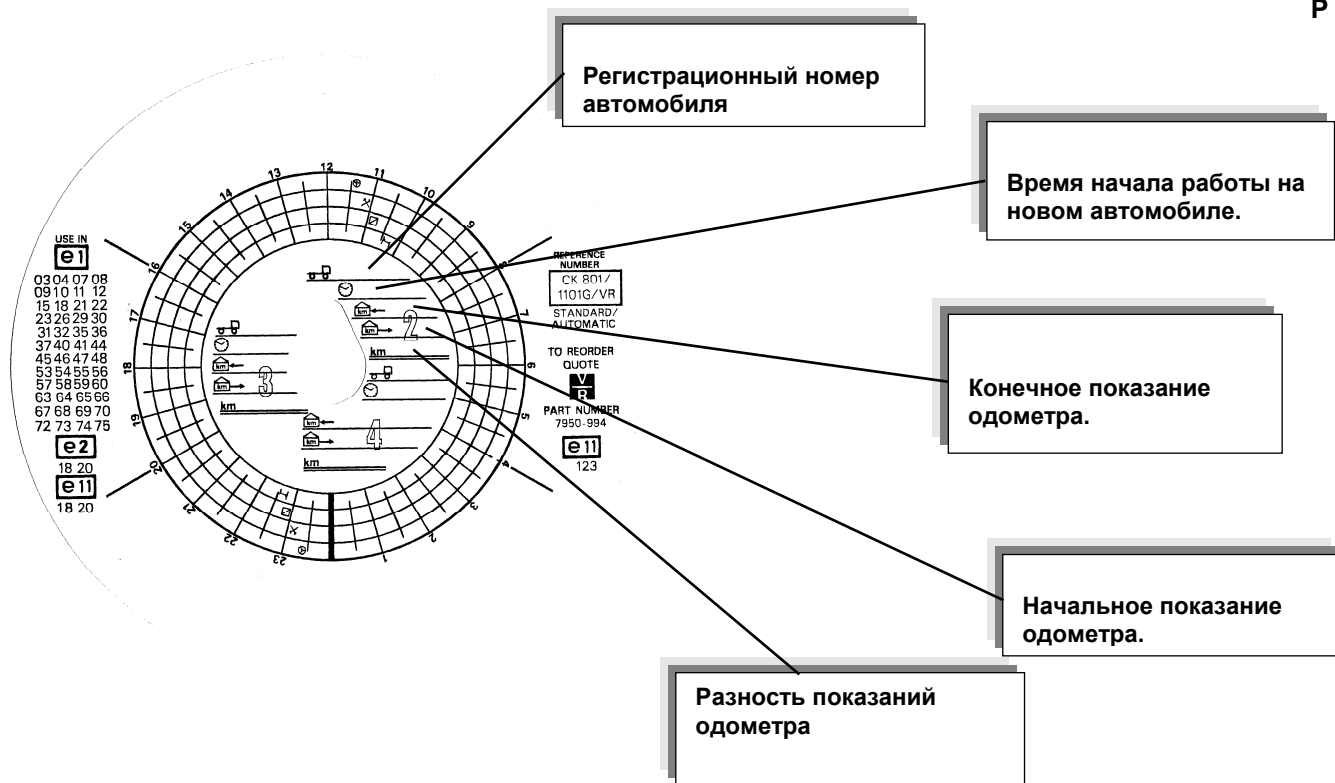 Р
Регистрационный номер
автомобиля
Время начала работы на
новом автомобиле.
Конечное показание
одометра.
Начальное показание
одометра.
Разность показаний
одометра
USE IN
e1
03 04 07 08
09 10 11 12
15 18 21 22
23 26 29 30
31 32 35 36
37 40 41 44
45 46 47 48
53 54 55 56
57 58 59 60
63 64 65 66
67 68 69 70
72 73 74 75
e2
18 20
e11
18 20
12
11
10
9
8
7
6
5
4
3
2
1
23
22
21
20
19
18
17
16
15
14
13
km
km
2
km
km
km
3
km
km
km
4
km
REFERENCE
NUMBER
CK 801/
1101G/VR
STANDARD/
AUTOMATIC
TO REORDER
QUOTE
V
R
PART NUMBER
7950-994
e11
123